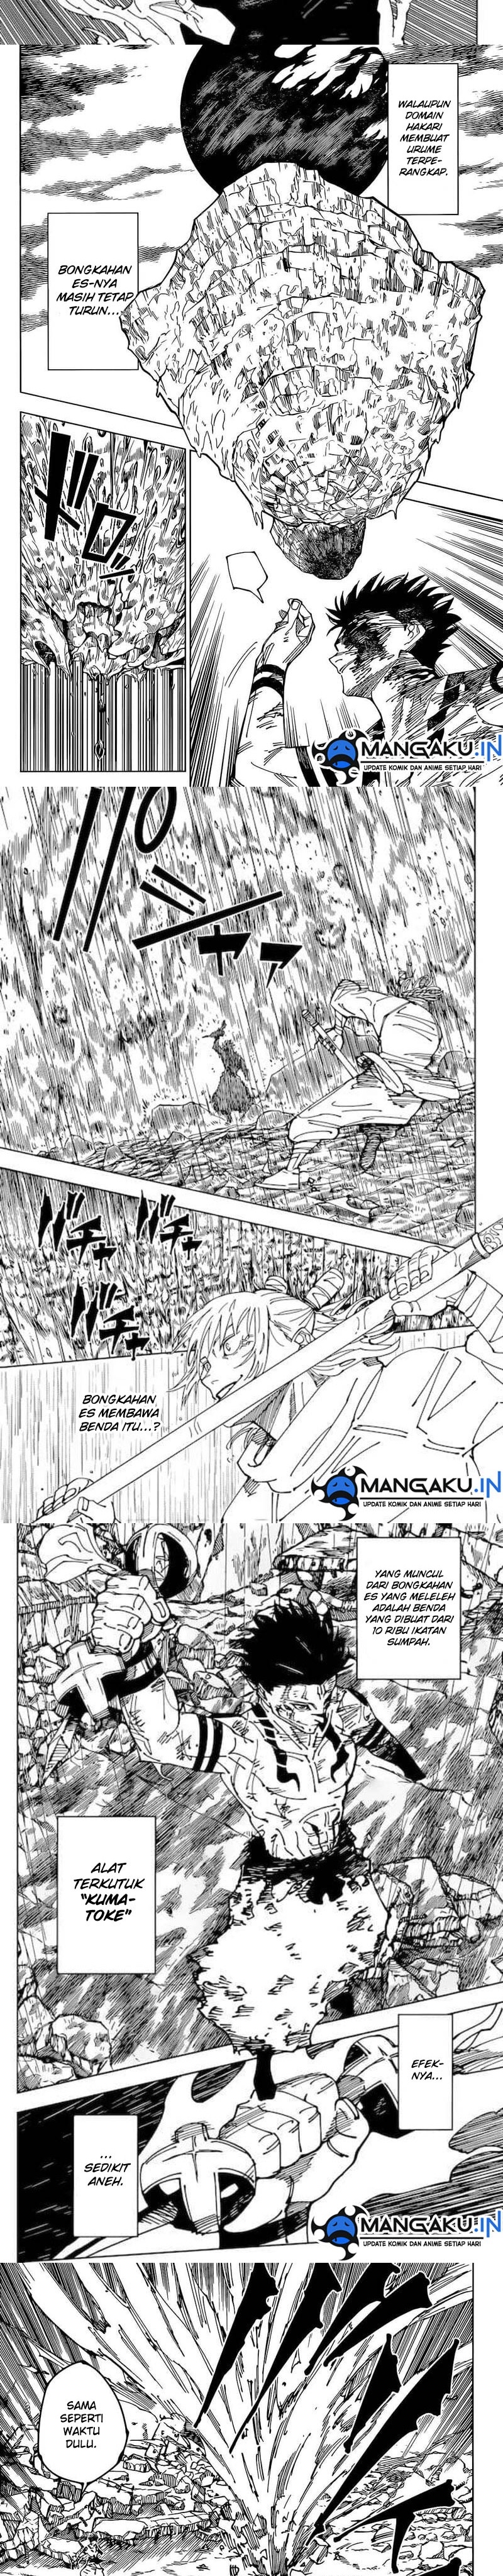 WALAUPUN
DOMAIN
HAKARI
MEMBUAT
URUME
TERPE-
RANGKAP.
BONGKAHAN
ES-NYA
MASIH TETAP
TURUN...
ドロ...
MANGAKU.IN
UPDATE KOMIK DAN ANIME SETIAP HARI
バチャ
バチャ
バチャ
BONGKAHAN
ES MEMBAWA
BENDA ITU...?
MANGAKU.IN
UPDATE KOMIK DAN ANIME SETIAP HARI
YANG MUNCUL
DARI BONGKAHAN
ES YANG MELELEH
ADALAH BENDA
YANG DIBUAT DARI
10 RIBU IKATAN
SUMPAH.
ALAT
TERKUTUK
"KUMA-
TOKE"
EFEK-
NYA...
...
SEDIKIT
ANEH.
MANGAKU.IN
UPDATE KOMIK DAN ANIME SETIAP HARI
SAMA
SEPERTI
WAKTU
DULU.